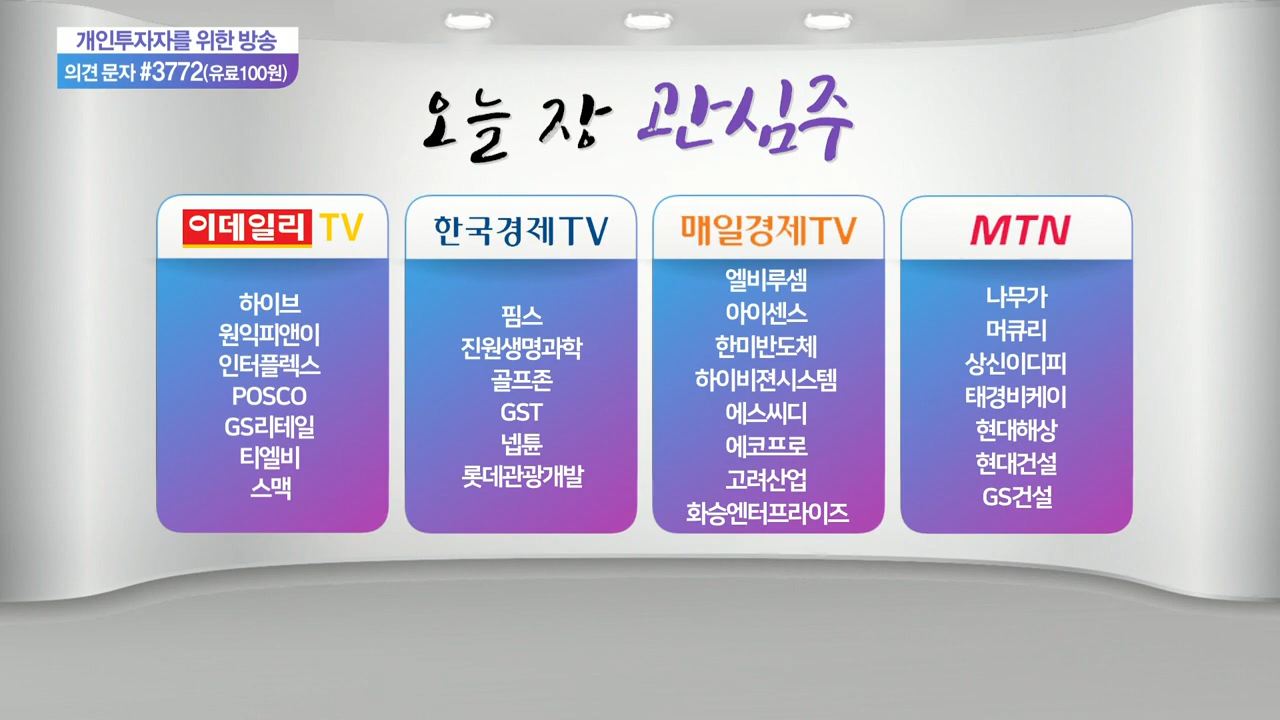 개인투자자를 위한 방송
의견 문자 #3772(유료100원)
오늘 장 관심주
이데일리 TV
하이브
원익피앤이
인터플렉스
POSCO
GS리테일
티엘비
스맥
한국경제TV
핌스
진원생명과학
골프존
GST
넵튠
롯데관광개발
매일경제TV
엘비루셈
아이센스
한미반도체
하이비젼시스템
에스씨디
에코프로
고려산업
화승엔터프라이즈
MTN
나무가
머큐리
상신이디피
태경비케이
현대해상
현대건설
GS건설